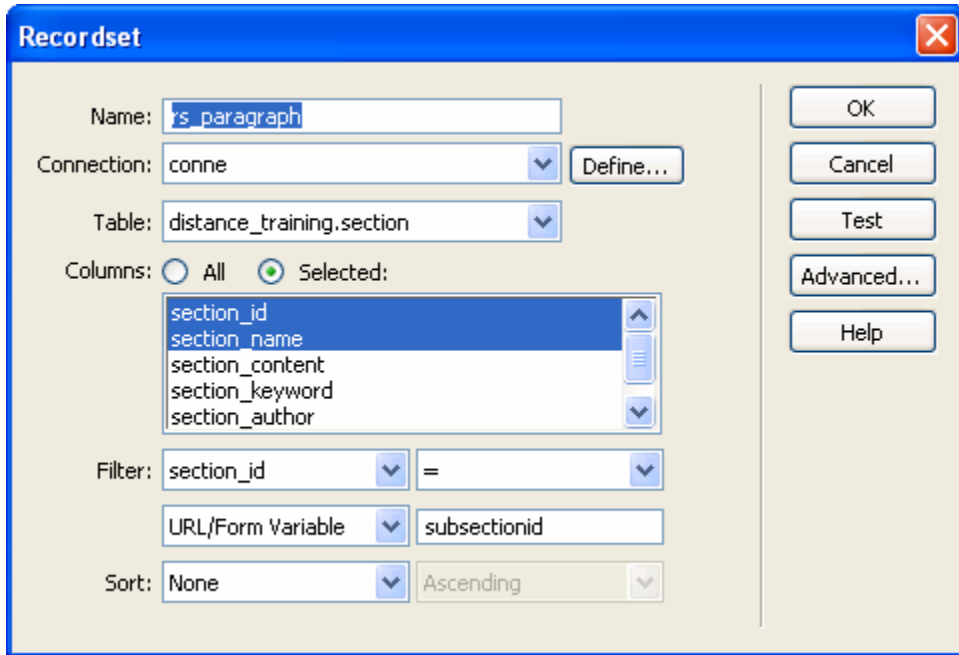 Recordset
Name: rs_paragraph
OK
Connection: conne Define...
Cancel
Table: distance_training.section
Test
Columns: All Selected:
Advanced...
section_id
section_name
Help
section_content
section_keyword
section_author
Filter: section_id =
URL/Form Variable subsectionid
Sort: None Ascending